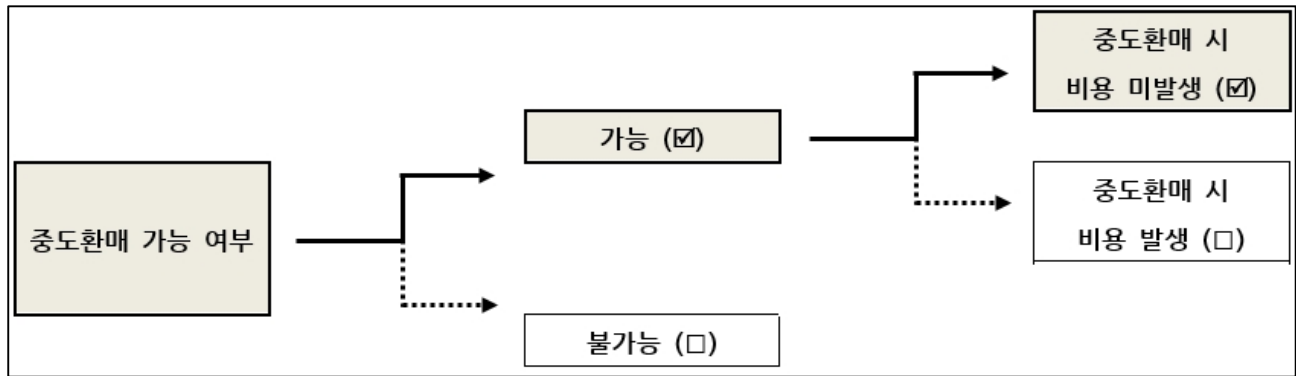 중도환매 가능 여부
가능 (☑)
불가능 (□)
중도환매 시
비용 미발생 (☑)
중도환매 시
비용 발생 (□)